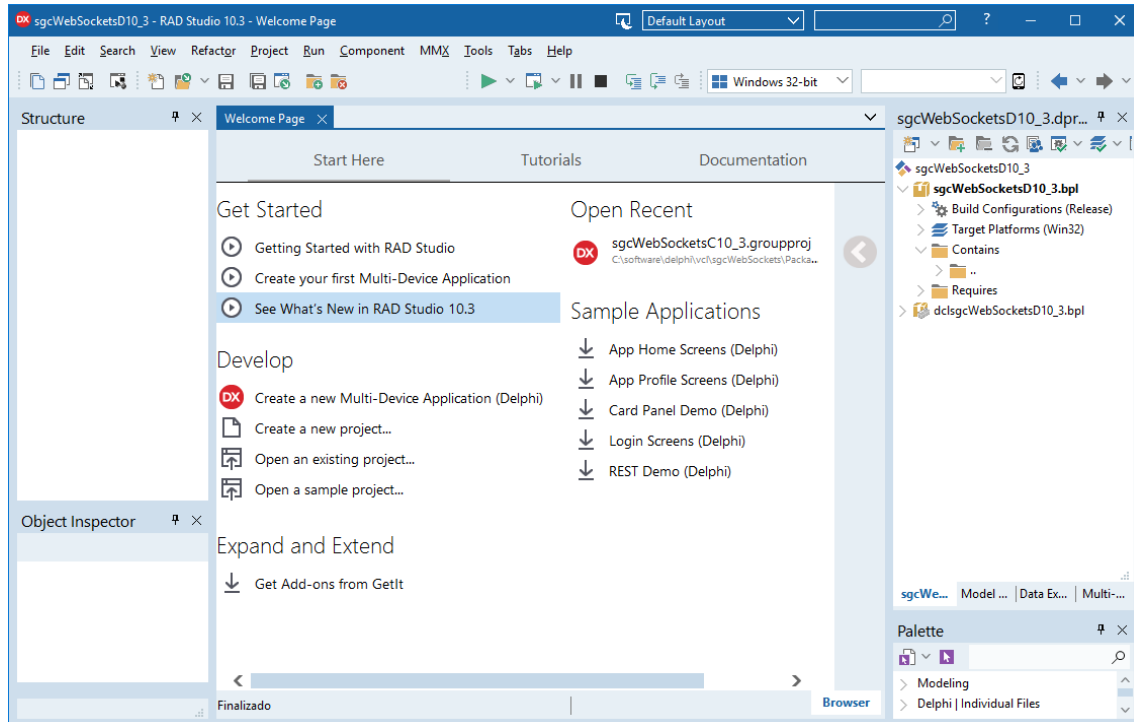 DX sgcWebSocketsD10_3 - RAD Studio 10.3 - Welcome Page
Default Layout
?
File Edit Search View Refactor Project Run Component MMX Tools Tabs Help
Windows 32-bit
Structure
Welcome Page
Start Here Tutorials Documentation
Get Started
Getting Started with RAD Studio
Create your first Multi-Device Application
See What's New in RAD Studio 10.3
Develop
DX Create a new Multi-Device Application (Delphi)
Create a new project...
Open an existing project...
Open a sample project...
Expand and Extend
Get Add-ons from GetIt
Open Recent
DX sgcWebSocketsC10_3.groupproj
C:\software\delphi\vcl\sgcWebSockets\Packa...
Sample Applications
App Home Screens (Delphi)
App Profile Screens (Delphi)
Card Panel Demo (Delphi)
Login Screens (Delphi)
REST Demo (Delphi)
Finalizado
Browser
Object Inspector
sgcWebSocketsD10_3.dpr...
sgcWebSocketsD10_3
sgcWebSocketsD10_3.bpl
Build Configurations (Release)
Target Platforms (Win32)
Contains
..
Requires
dclsgcWebSocketsD10_3.bpl
sgcWe... Model ... Data Ex... Multi-...
Palette
Modeling
Delphi | Individual Files